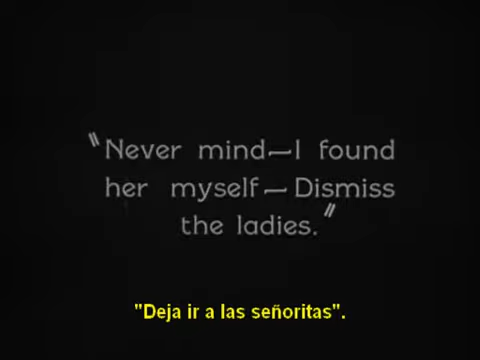 "Never mind—I found
her myself—Dismiss
the ladies."
"Deja ir a las señoritas".